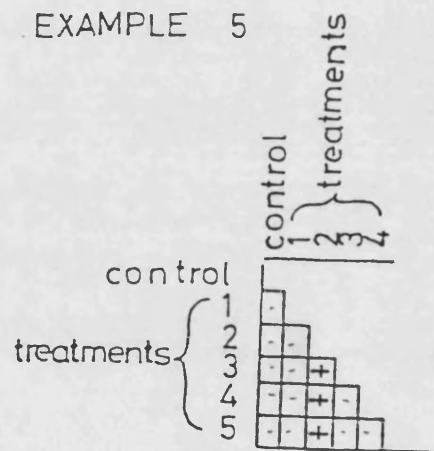 EXAMPLE 5
treatments
control 1 2 3 4
control
1 -
2 - -
treatments
3 - - +
4 - - + -
5 - - + - -